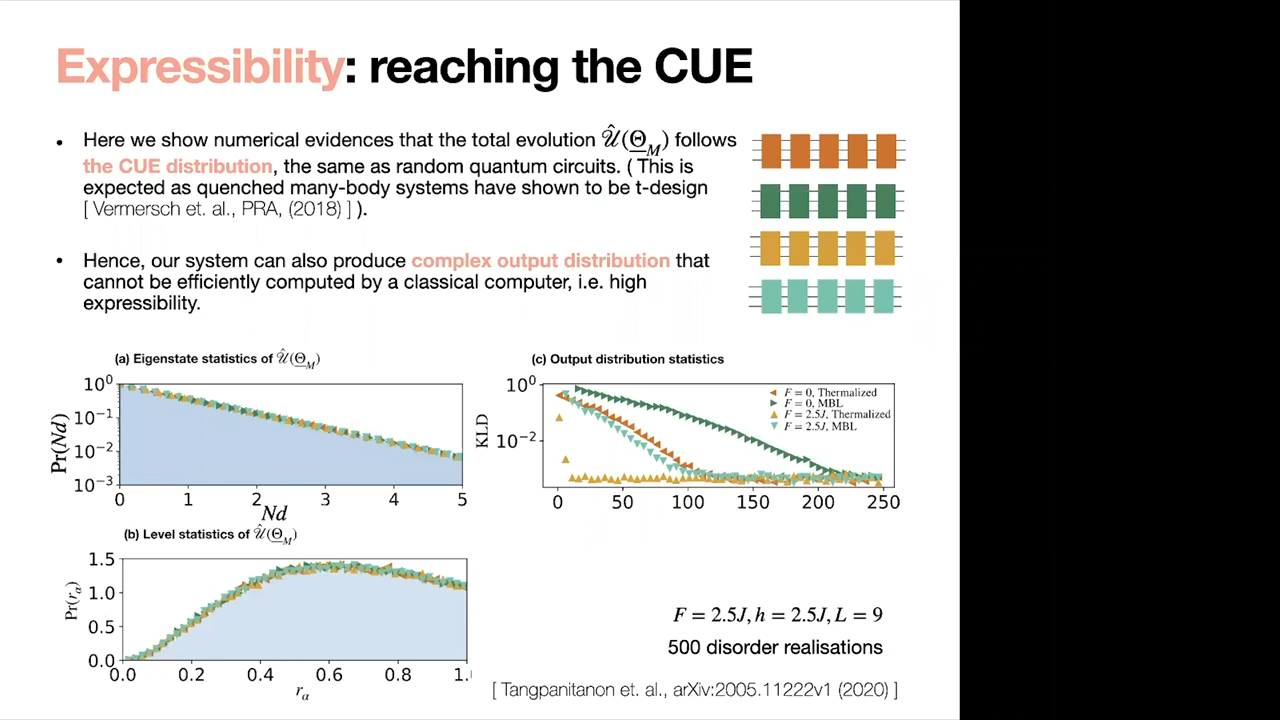 Expressibility: reaching the CUE
• Here we show numerical evidences that the total evolution 𝒰̂(Θ_M) follows
the CUE distribution, the same as random quantum circuits. ( This is
expected as quenched many-body systems have shown to be t-design
[ Vermersch et. al., PRA, (2018) ] ).
• Hence, our system can also produce complex output distribution that
cannot be efficiently computed by a classical computer, i.e. high
expressibility.
(a) Eigenstate statistics of 𝒰̂(Θ_M)
10⁰
10⁻¹
10⁻²
10⁻³
Pr(Nd)
0 1 2 3 4 5
Nd
(b) Level statistics of 𝒰̂(Θ_M)
1.5
1.0
0.5
0.0
Pr(r_α)
0.0 0.2 0.4 0.6 0.8 1.
r_α
(c) Output distribution statistics
10⁰
10⁻²
KLD
F = 0, Thermalized
F = 0, MBL
F = 2.5J, Thermalized
F = 2.5J, MBL
0 50 100 150 200 250
F = 2.5J, h = 2.5J, L = 9
500 disorder realisations
[ Tangpanitanon et. al., arXiv:2005.11222v1 (2020) ]